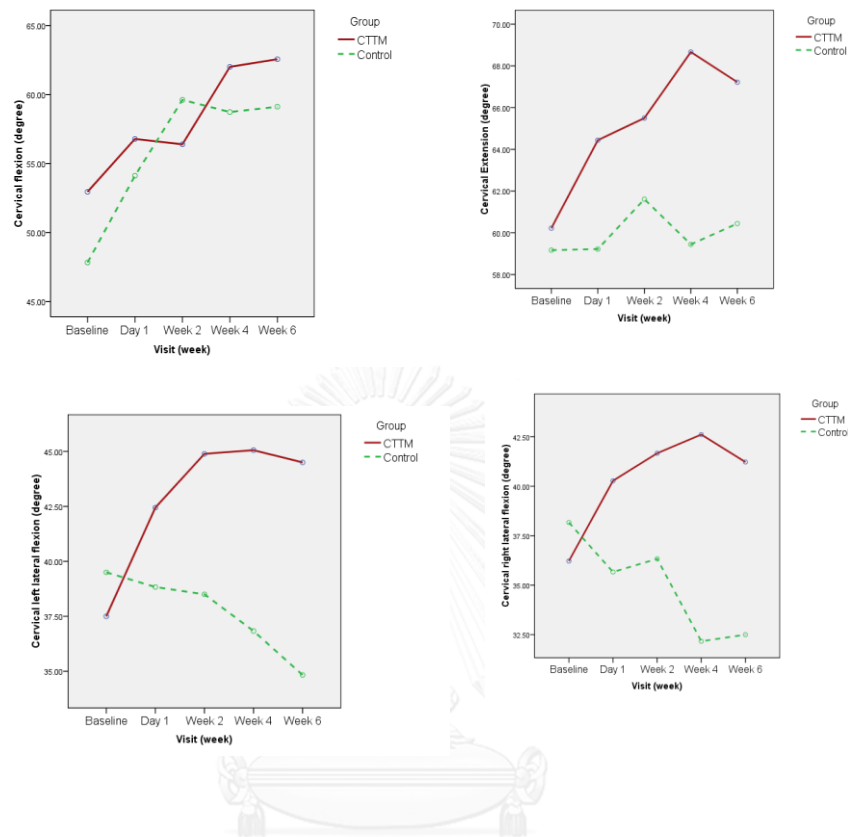 65.00
60.00
55.00
50.00
45.00
Cervical flexion (degree)
Baseline Day 1 Week 2 Week 4 Week 6
Visit (week)
Group
CTTM
Control
70.00
68.00
66.00
64.00
62.00
60.00
58.00
Cervical Extension (degree)
Baseline Day 1 Week 2 Week 4 Week 6
Visit (week)
Group
CTTM
Control
45.00
42.50
40.00
37.50
35.00
Cervical left lateral flexion (degree)
Baseline Day 1 Week 2 Week 4 Week 6
Visit (week)
Group
CTTM
Control
42.50
40.00
37.50
35.00
32.50
Cervical right lateral flexion (degree)
Baseline Day 1 Week 2 Week 4 Week 6
Visit (week)
Group
CTTM
Control